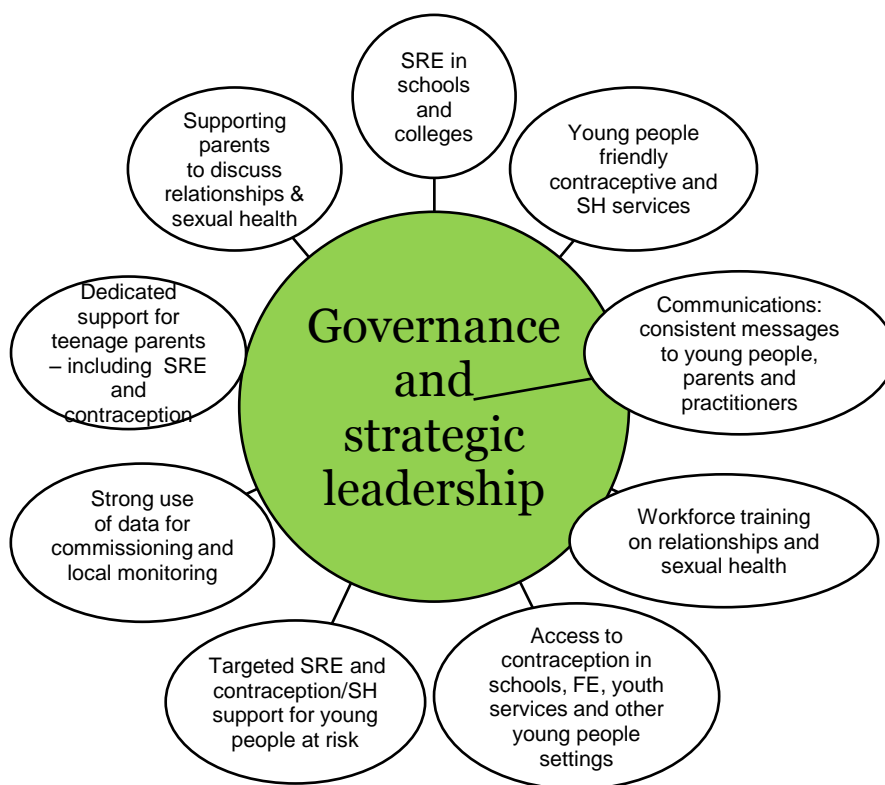 SRE in
schools
and
colleges
Young people
friendly
contraceptive and
SH services
Communications:
consistent messages
to young people,
parents and
practitioners
Workforce training
on relationships and
sexual health
Access to
contraception in
schools, FE, youth
services and other
young people
settings
Targeted SRE and
contraception/SH
support for young
people at risk
Strong use
of data for
commissioning and
local monitoring
Dedicated
support for
teenage parents
– including SRE
and
contraception
Supporting
parents
to discuss
relationships &
sexual health
Governance
and
strategic
leadership